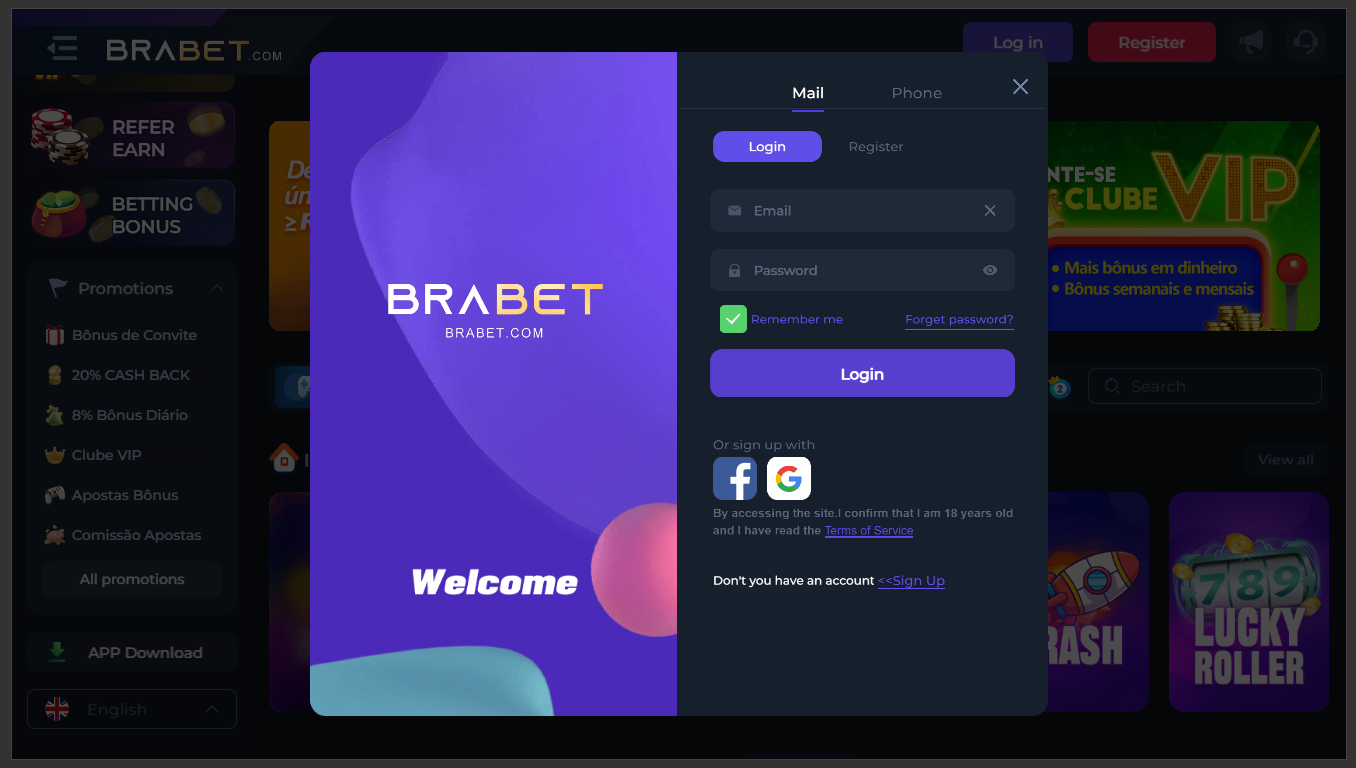 BRABET.COM
Log in
Register
VIP
REFER
EARN
BETTING
BONUS
Promotions
Bônus de Convite
20% CASH BACK
8% Bônus Diário
Clube VIP
Apostas Bônus
Comissão Apostas
All promotions
APP Download
English
BRABET
BRABET.COM
Welcome
Mail
Phone
Login
Register
Email
Password
Remember me
Forget password?
Login
Or sign up with
By accessing the site.I confirm that I am 18 years old
and I have read the Terms of Service
Don't you have an account <<Sign Up
NTE-SE
CLUBE VIP
• Mais bônus em dinheiro
• Bônus semanais e mensais
2
Search
View all
RASH
789
LUCKY
ROLLER